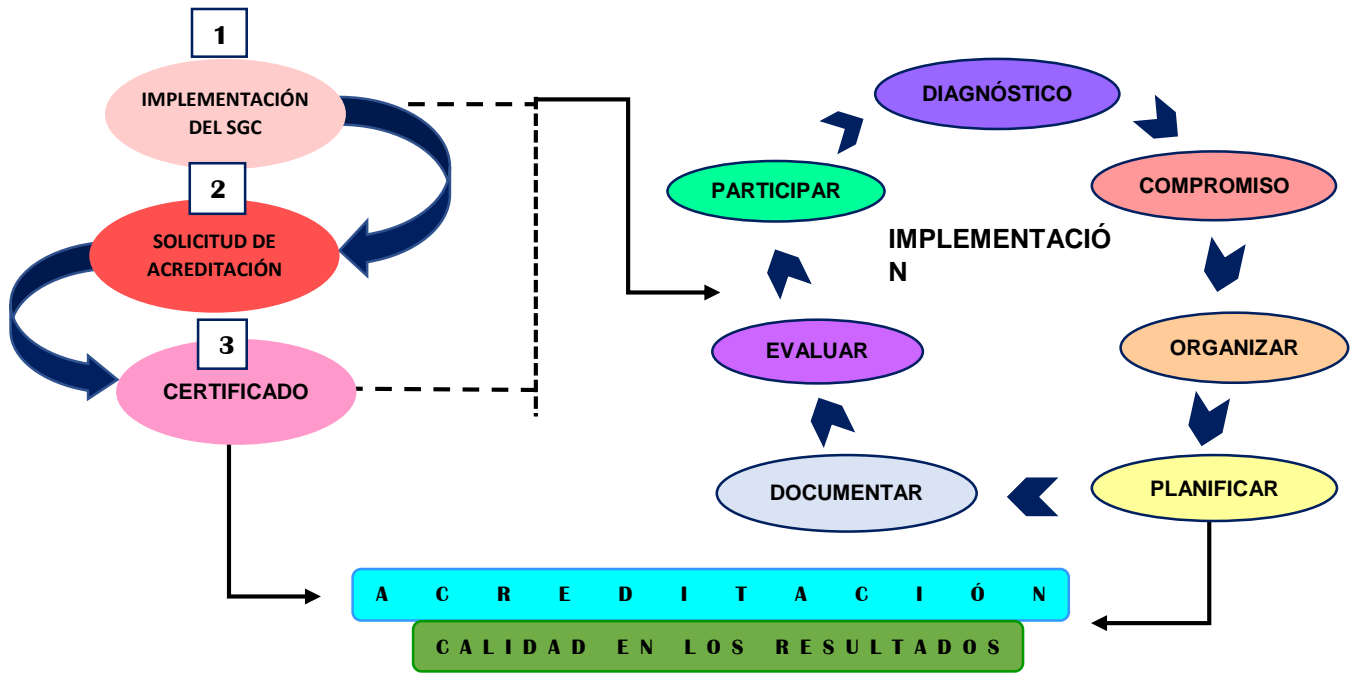 1
IMPLEMENTACIÓN
DEL SGC
2
SOLICITUD DE
ACREDITACIÓN
3
CERTIFICADO
DIAGNÓSTICO
COMPROMISO
ORGANIZAR
PLANIFICAR
DOCUMENTAR
EVALUAR
PARTICIPAR
IMPLEMENTACIÓ
N
A C R E D I T A C I Ó N
C A L I D A D E N L O S R E S U L T A D O S